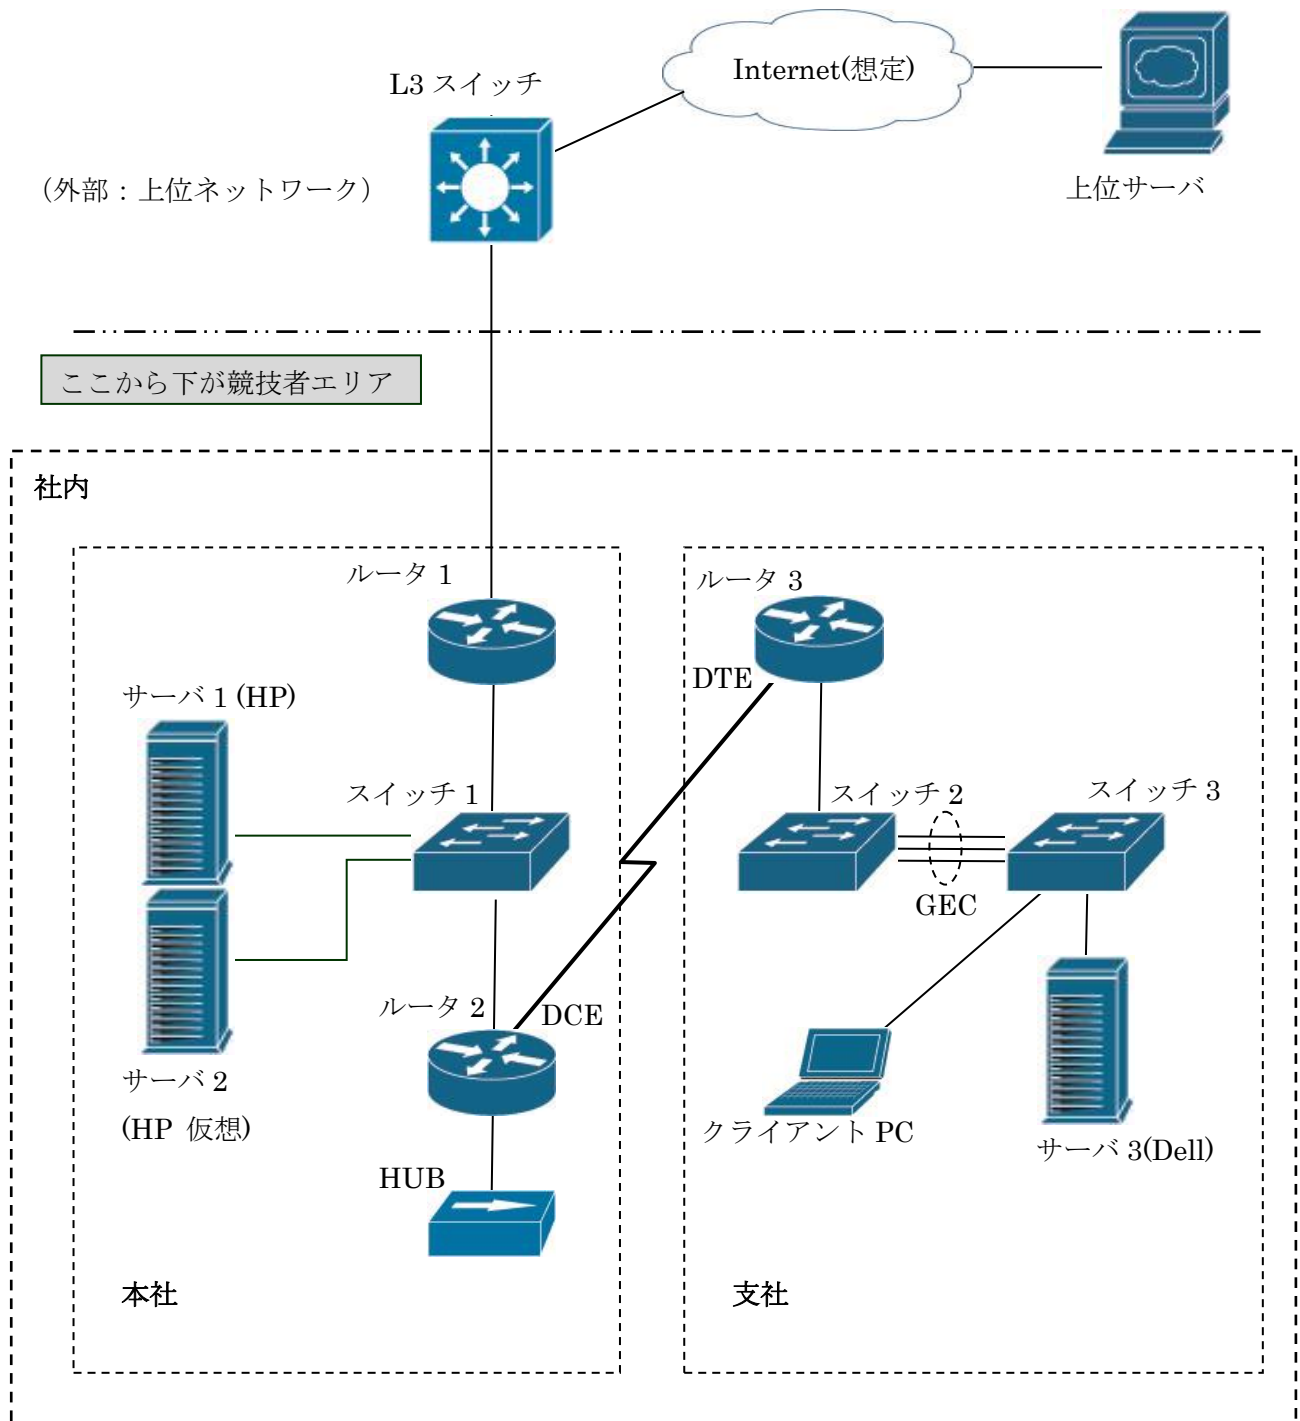 Internet(想定)
L3 スイッチ
(外部：上位ネットワーク)
上位サーバ
ここから下が競技者エリア
社内
ルータ 1
ルータ 3
DTE
サーバ 1 (HP)
スイッチ 1
スイッチ 2
スイッチ 3
GEC
ルータ 2
DCE
サーバ 2
(HP 仮想)
クライアント PC
サーバ 3(Dell)
HUB
本社
支社